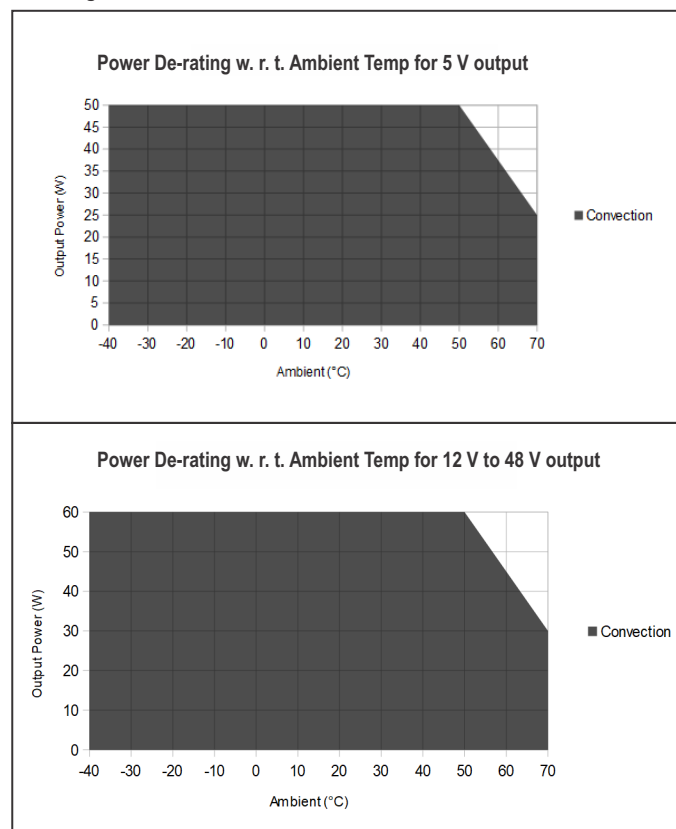 Power De-rating w. r. t. Ambient Temp for 5 V output
50
45
40
35
30
25
20
15
10
5
0
Output Power (W)
-40 -30 -20 -10 0 10 20 30 40 50 60 70
Ambient (°C)
Convection
Power De-rating w. r. t. Ambient Temp for 12 V to 48 V output
60
50
40
30
20
10
0
Output Power (W)
-40 -30 -20 -10 0 10 20 30 40 50 60 70
Ambient (°C)
Convection